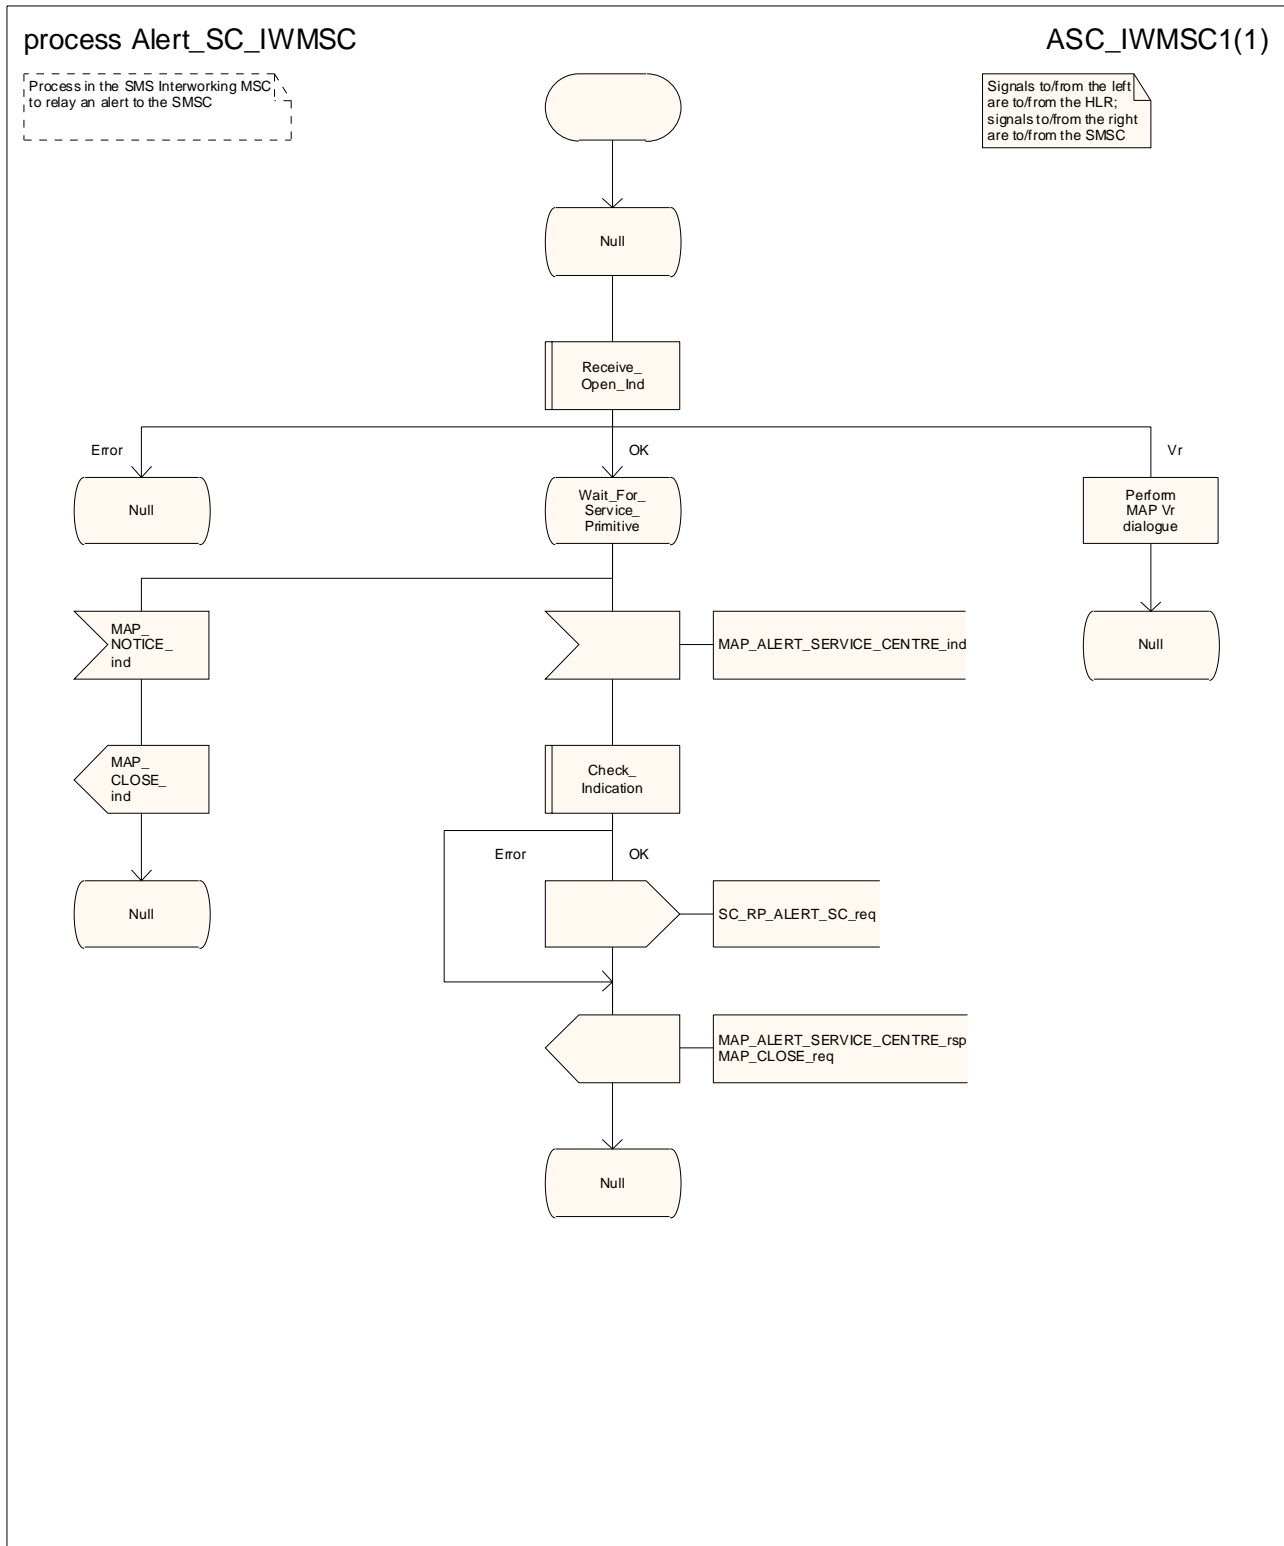 process Alert_SC_IWMSC
ASC_IWMSC1(1)
Process in the SMS Interworking MSC
to relay an alert to the SMSC
Signals to/from the left
are to/from the HLR;
signals to/from the right
are to/from the SMSC
Null
Receive_
Open_Ind
Error
OK
Vr
Null
Wait_For_
Service_
Primitive
Perform
MAP Vr
dialogue
MAP_
NOTICE_
ind
MAP_ALERT_SERVICE_CENTRE_ind
Null
MAP_
CLOSE_
ind
Check_
Indication
Error
OK
Null
SC_RP_ALERT_SC_req
MAP_ALERT_SERVICE_CENTRE_rsp
MAP_CLOSE_req
Null